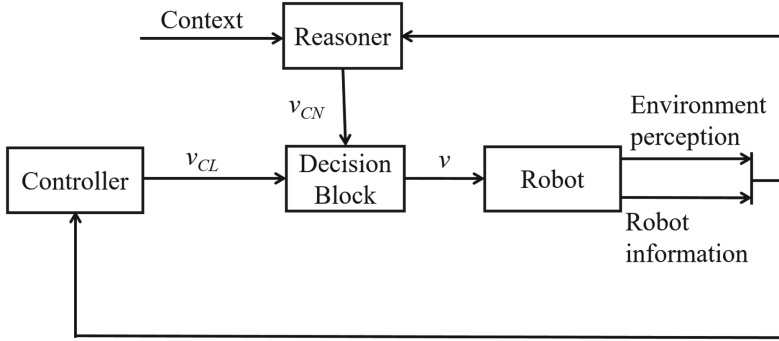 Context
Reasoner
v_CN
Environment
perception
Controller
v_CL
Decision
Block
v
Robot
Robot
information